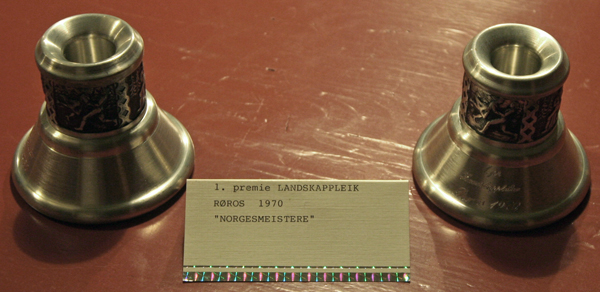 1. premie LANDSKAPPLEIK
RØROS 1970
"NORGESMEISTERE"